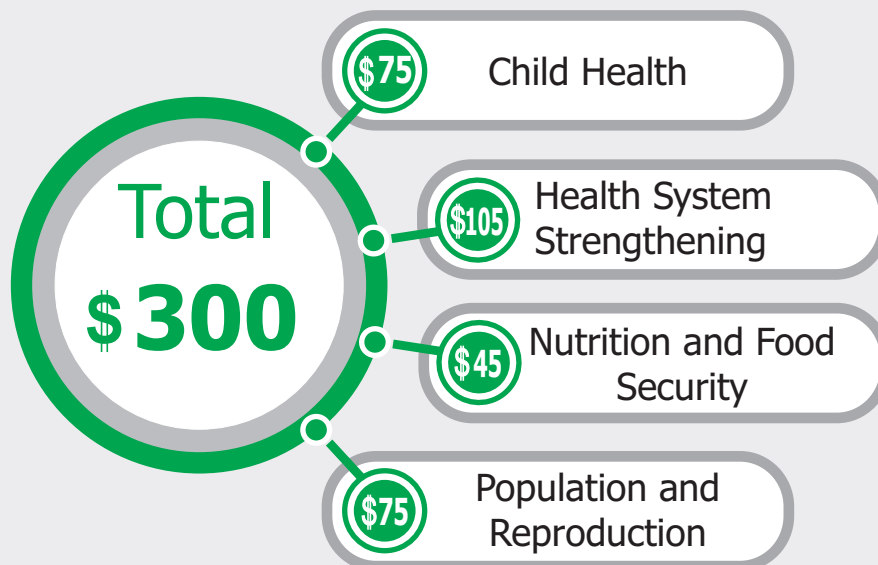 Total
$300
$75
Child Health
$105
Health System
Strengthening
$45
Nutrition and Food
Security
$75
Population and
Reproduction